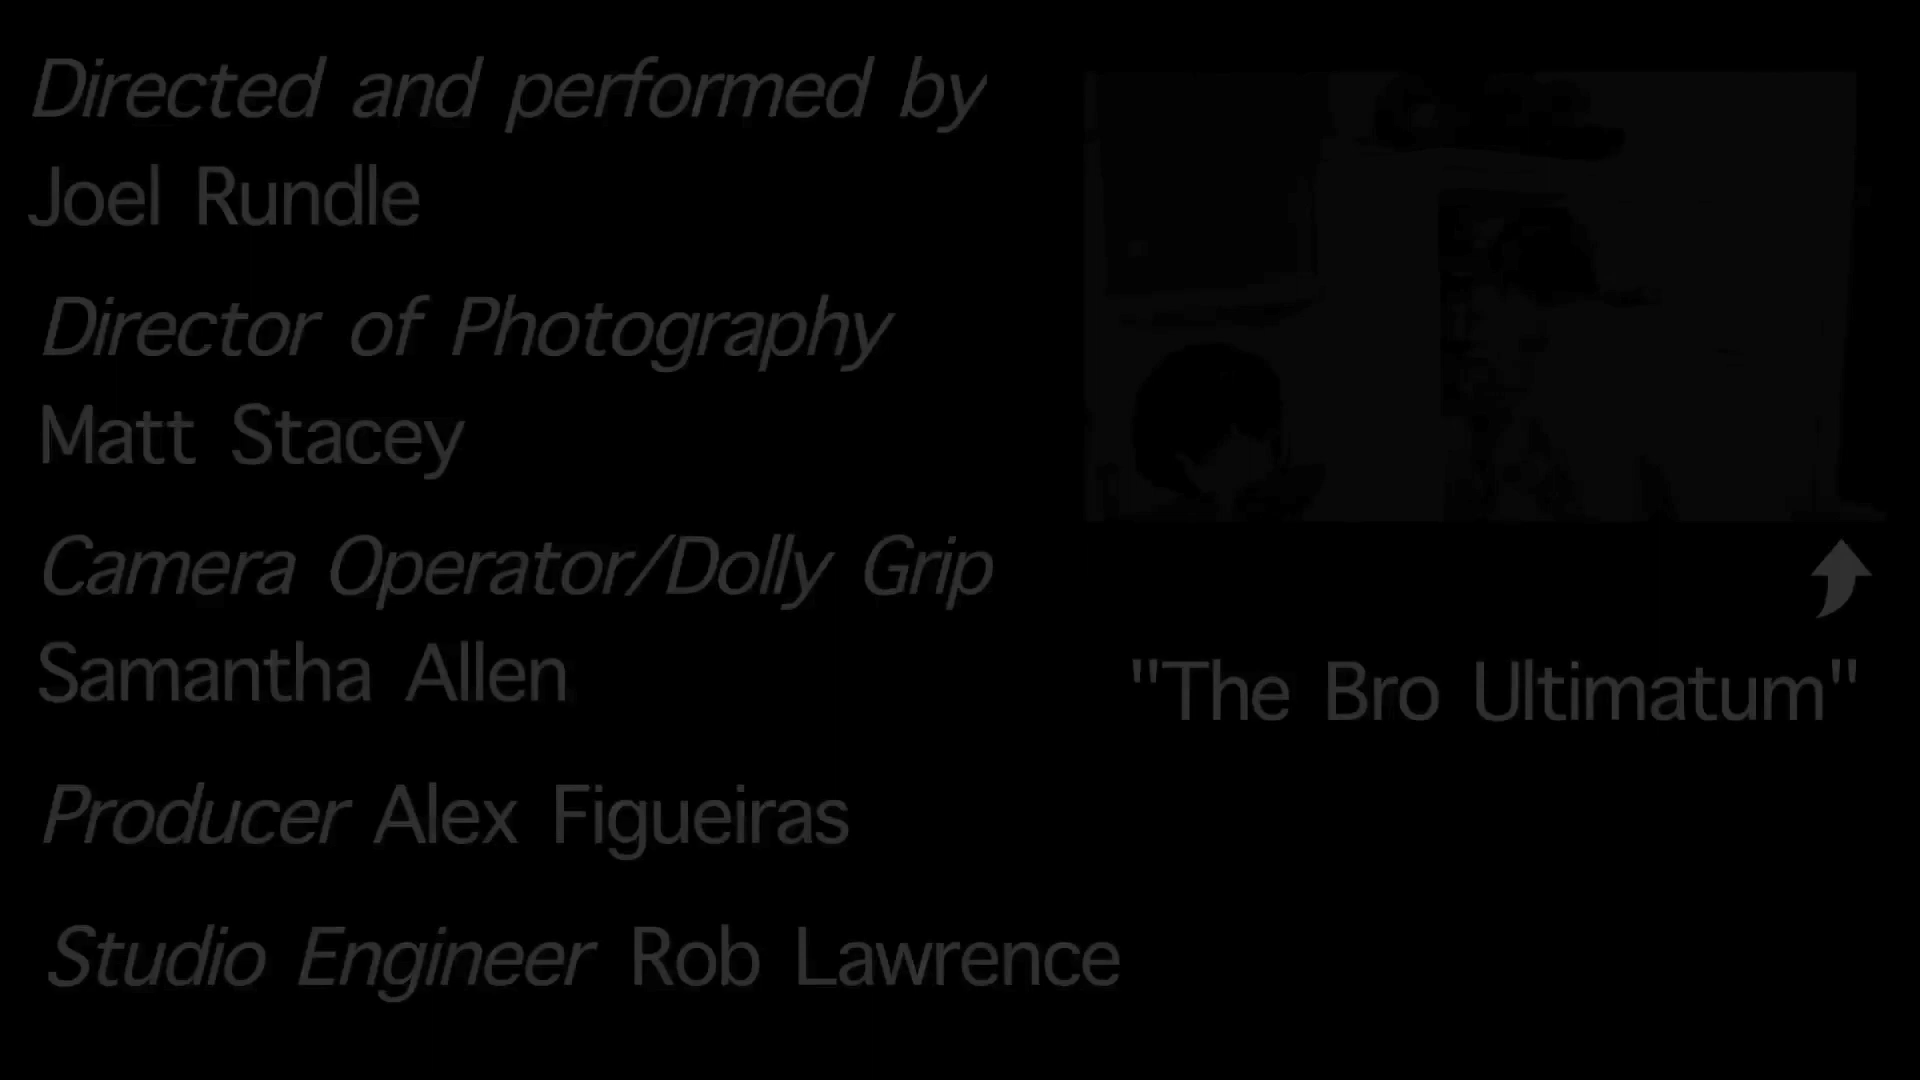 Directed and performed by
Joel Rundle
Director of Photography
Matt Stacey
Camera Operator/Dolly Grip
Samantha Allen
Producer Alex Figueiras
Studio Engineer Rob Lawrence
"The Bro Ultimatum"